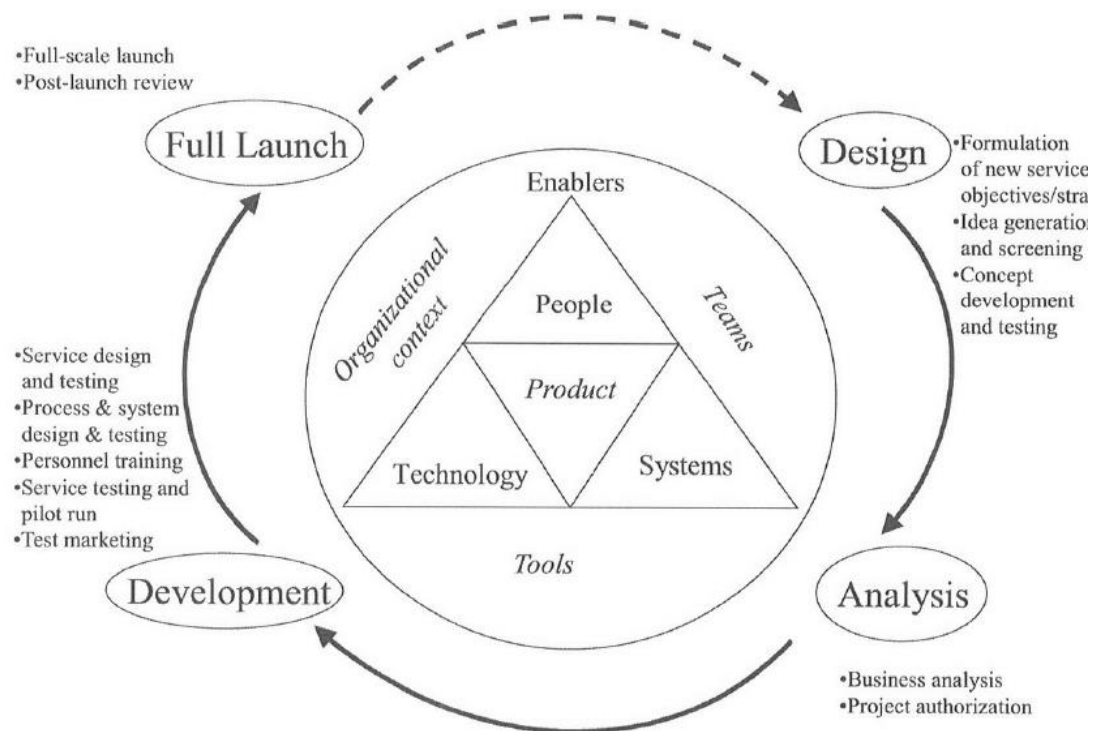 •Full-scale launch
•Post-launch review
Full Launch
Design
•Formulation
of new service
objectives/stra
•Idea generation
and screening
•Concept
development
and testing
Enablers
Organizational
context
Teams
People
Product
Technology
Systems
Tools
•Service design
and testing
•Process & system
design & testing
•Personnel training
•Service testing and
pilot run
•Test marketing
Development
Analysis
•Business analysis
•Project authorization